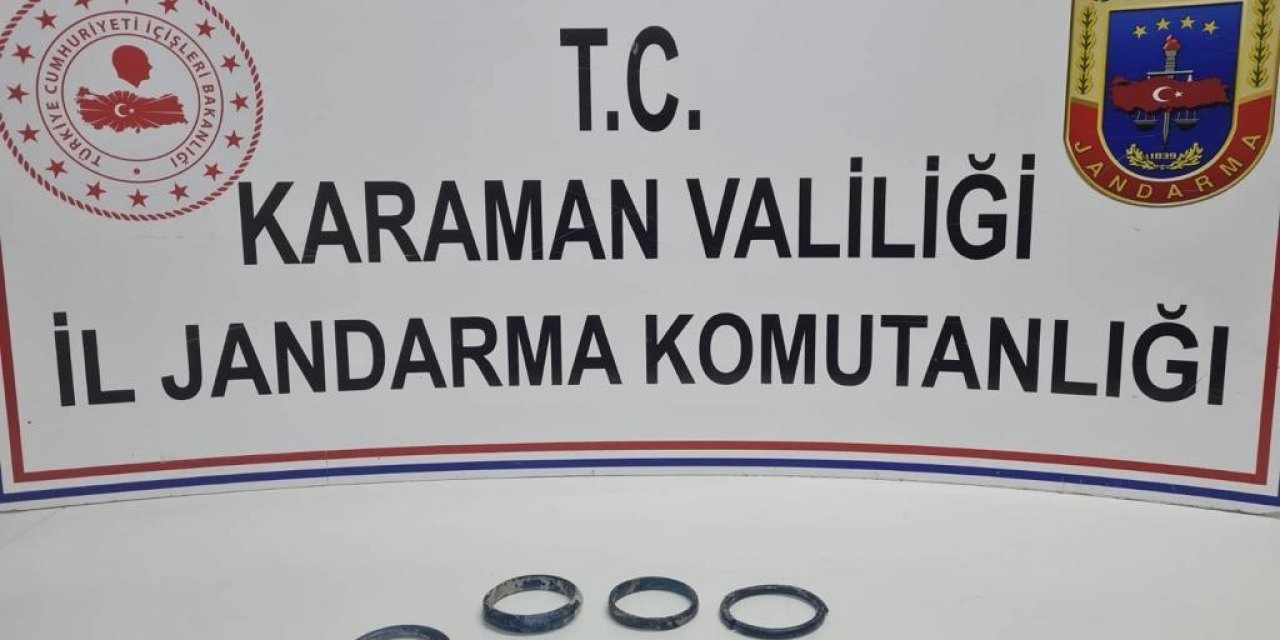 T.C.
KARAMAN VALİLİĞİ
İL JANDARMA KOMUTANLIĞI
TÜRKİYE CUMHURİYETİ İÇİŞLERİ BAKANLIĞI
1839
JANDARMA